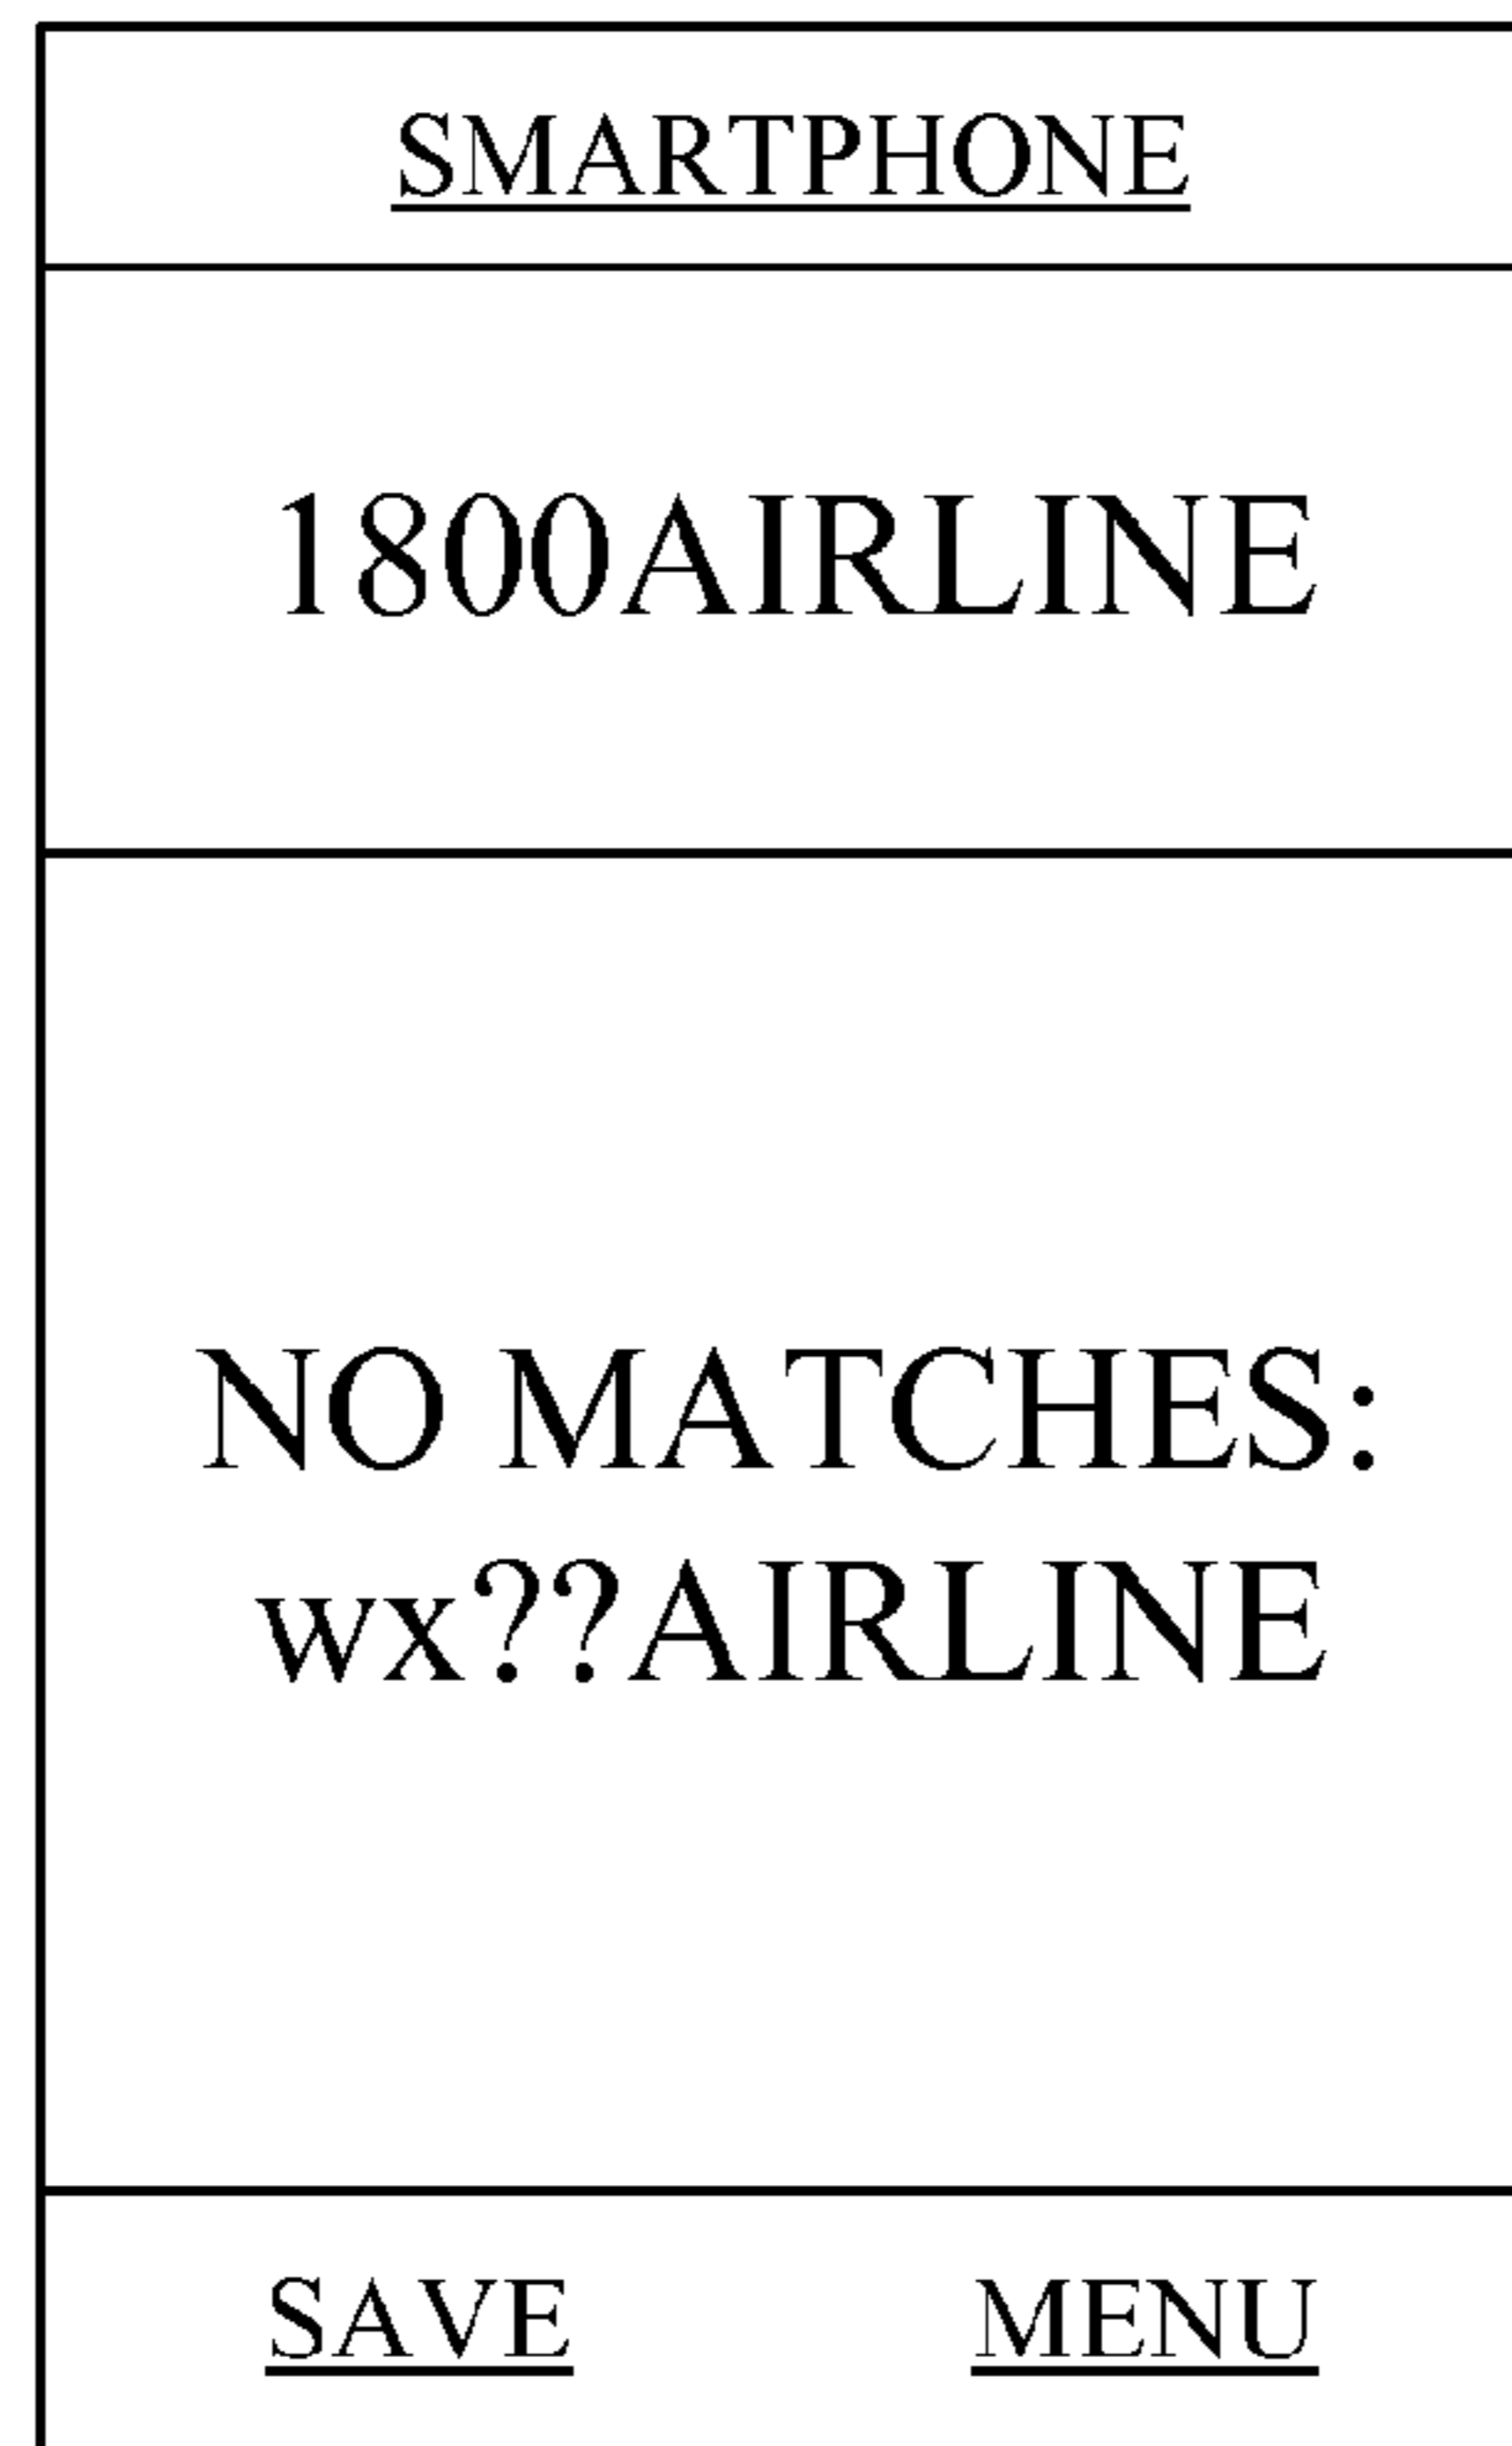 SMARTPHONE
1800AIRLINE
NO MATCHES:
wx??AIRLINE
SAVE MENU